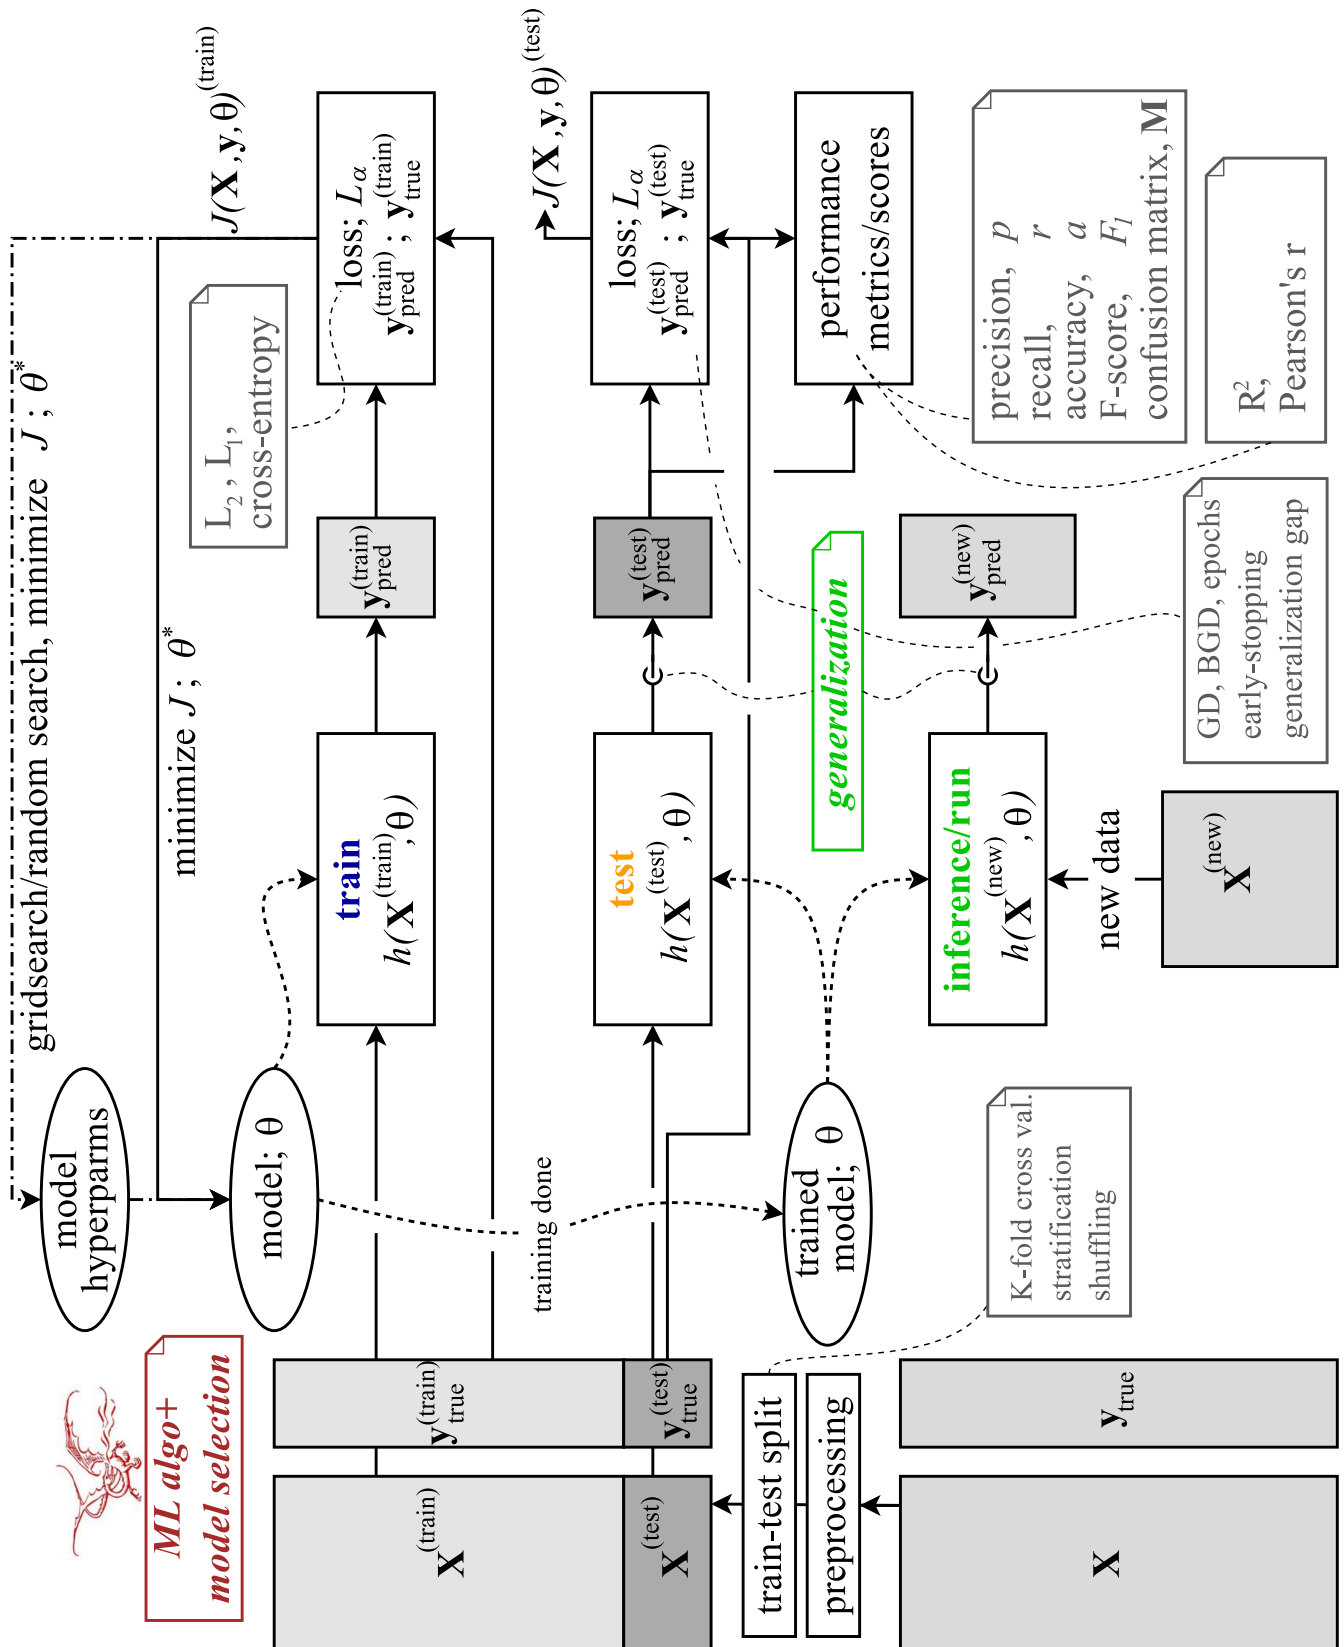 gridsearch/random search, minimize J ; θ*
model
hyperparms
minimize J ; θ*
J(X,y,θ)(train)
ML algo+
model selection
model; θ
L2 , L1,
cross-entropy
train
h(X(train),θ)
y(train)pred
loss; Lα
y(train)pred ; y(train)true
X(train)
y(train)true
training done
J(X,y,θ)(test)
test
h(X(test),θ)
y(test)pred
loss; Lα
y(test)pred ; y(test)true
X(test)
y(test)true
train-test split
preprocessing
trained
model; θ
generalization
performance
metrics/scores
X
ytrue
K-fold cross val.
stratification
shuffling
inference/run
h(X(new),θ)
y(new)pred
precision, p
recall, r
accuracy, a
F-score, F1
confusion matrix, M
new data
X(new)
GD, BGD, epochs
early-stopping
generalization gap
R2,
Pearson's r